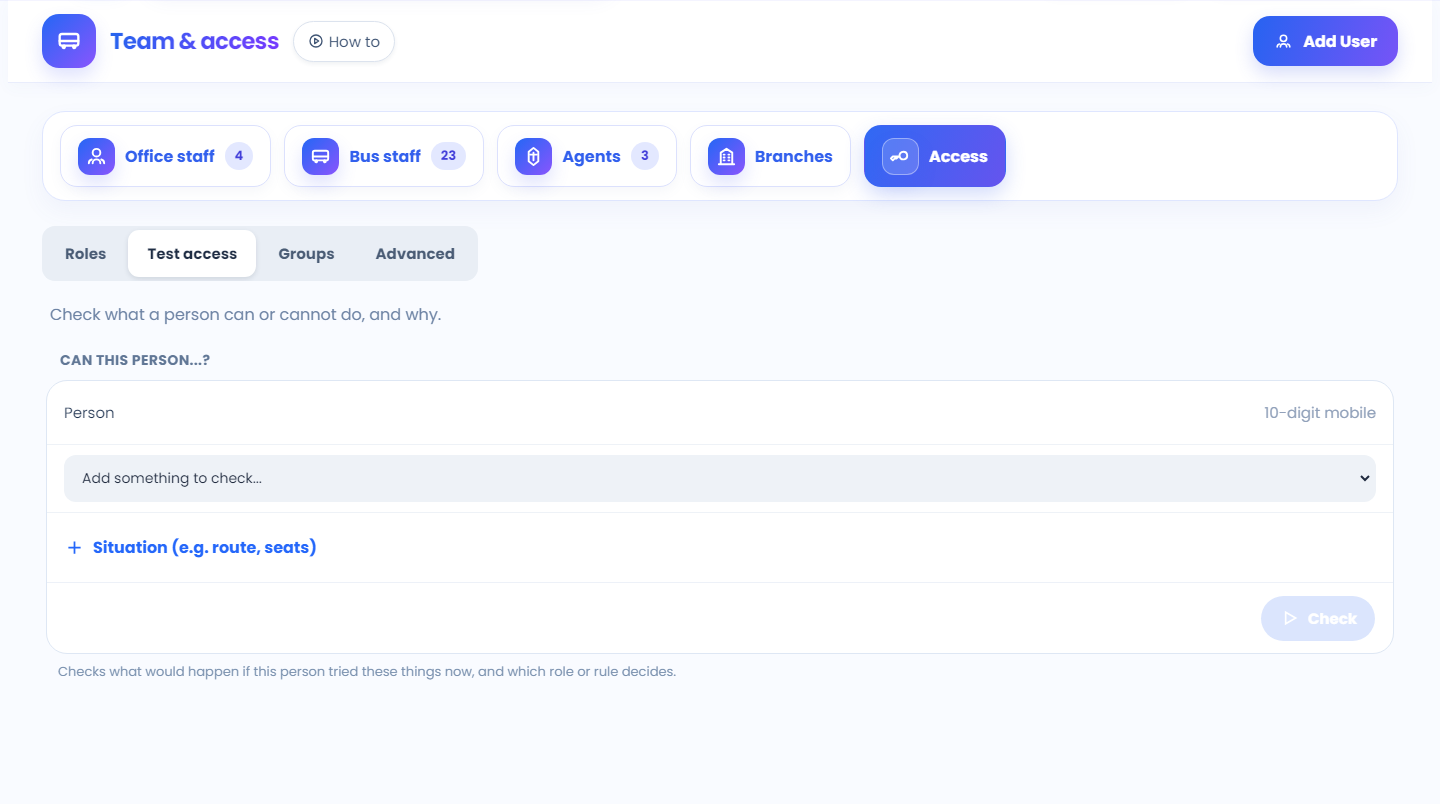 Team & access
How to
Add User
Office staff 4
Bus staff 23
Agents 3
Branches
Access
Roles
Test access
Groups
Advanced
Check what a person can or cannot do, and why.
CAN THIS PERSON...?
Person
10-digit mobile
Add something to check...
Situation (e.g. route, seats)
Check
Checks what would happen if this person tried these things now, and which role or rule decides.